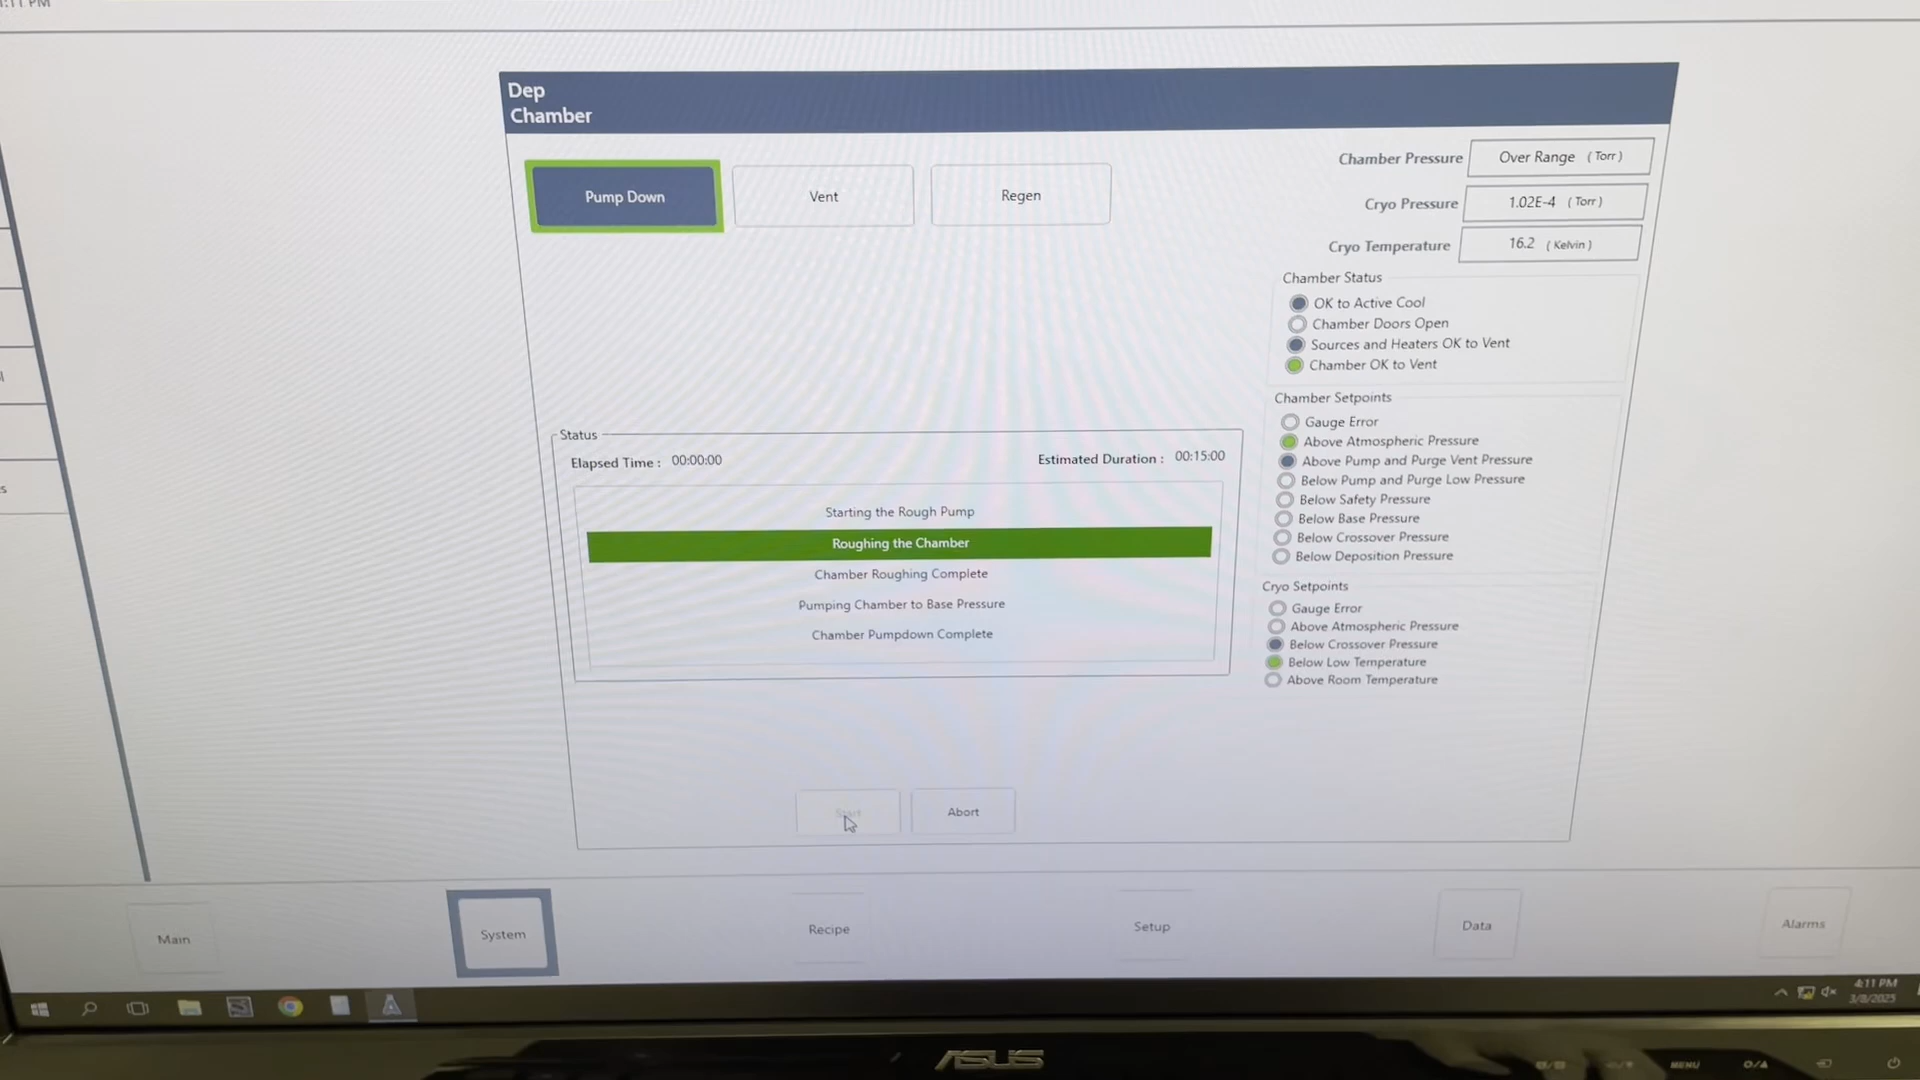 Dep
Chamber
Pump Down
Vent
Regen
Chamber Pressure
Over Range ( Torr )
Cryo Pressure
1.02E-4 ( Torr )
Cryo Temperature
16.2 ( Kelvin )
Chamber Status
OK to Active Cool
Chamber Doors Open
Sources and Heaters OK to Vent
Chamber OK to Vent
Chamber Setpoints
Gauge Error
Above Atmospheric Pressure
Above Pump and Purge Vent Pressure
Below Pump and Purge Low Pressure
Below Safety Pressure
Below Base Pressure
Below Crossover Pressure
Below Deposition Pressure
Cryo Setpoints
Gauge Error
Above Atmospheric Pressure
Below Crossover Pressure
Below Low Temperature
Above Room Temperature
Status
Elapsed Time : 00:00:00
Estimated Duration : 00:15:00
Starting the Rough Pump
Roughing the Chamber
Chamber Roughing Complete
Pumping Chamber to Base Pressure
Chamber Pumpdown Complete
Start
Abort
Main
System
Recipe
Setup
Data
Alarms
4:11 PM
3/8/2025
ASUS
MENU